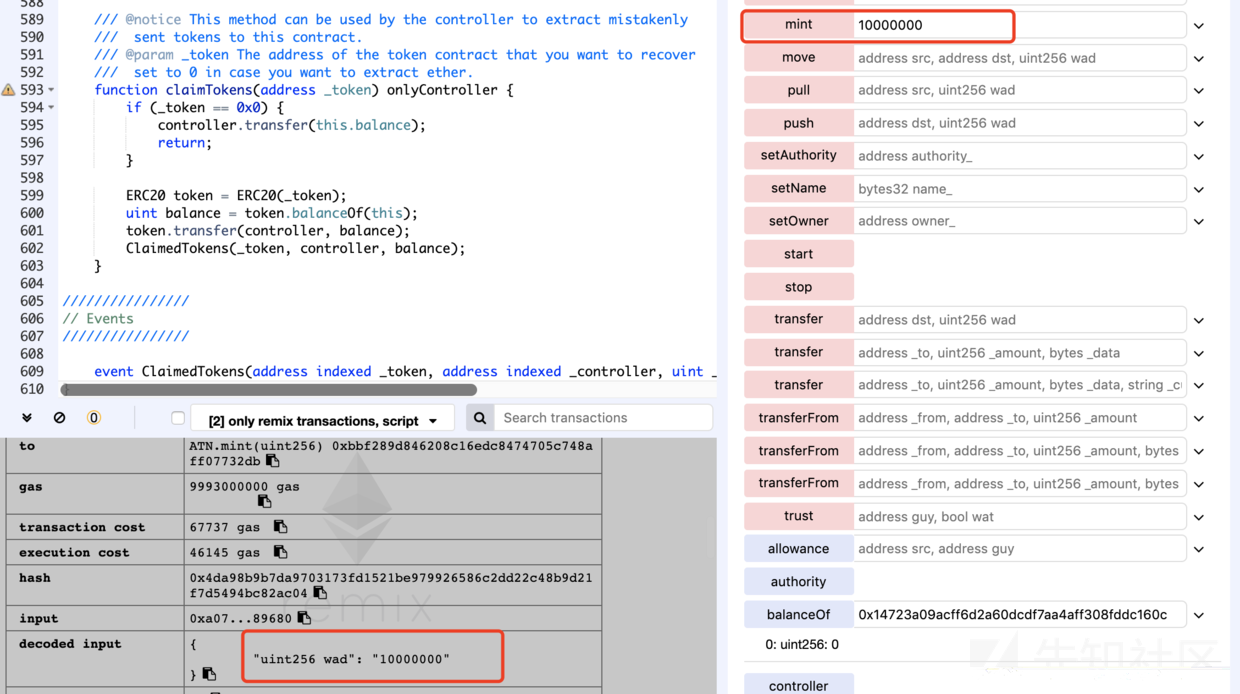 588
589 /// @notice This method can be used by the controller to extract mistakenly
590 /// sent tokens to this contract.
591 /// @param _token The address of the token contract that you want to recover
592 /// set to 0 in case you want to extract ether.
593 function claimTokens(address _token) onlyController {
594 if (_token == 0x0) {
595 controller.transfer(this.balance);
596 return;
597 }
598
599 ERC20 token = ERC20(_token);
600 uint balance = token.balanceOf(this);
601 token.transfer(controller, balance);
602 ClaimedTokens(_token, controller, balance);
603 }
604
605 ////////////////
606 // Events
607 ////////////////
608
609 event ClaimedTokens(address indexed _token, address indexed _controller, uint _
610 }
0 [2] only remix transactions, script Search transactions
to ATN.mint(uint256) 0xbbf289d846208c16edc8474705c748a
ff07732db
gas 9993000000 gas
transaction cost 67737 gas
execution cost 46145 gas
hash 0x4da98b9b7da9703173fd1521be979926586c2dd22c48b9d21
f7d5494bc82ac04
input 0xa07...89680
decoded input {
"uint256 wad": "10000000"
}
remix
mint 10000000
move address src, address dst, uint256 wad
pull address src, uint256 wad
push address dst, uint256 wad
setAuthority address authority_
setName bytes32 name_
setOwner address owner_
start
stop
transfer address dst, uint256 wad
transfer address _to, uint256 _amount, bytes _data
transfer address _to, uint256 _amount, bytes _data, string _cu
transferFrom address _from, address _to, uint256 _amount
transferFrom address _from, address _to, uint256 _amount, bytes
transferFrom address _from, address _to, uint256 _amount, bytes
trust address guy, bool wat
allowance address src, address guy
authority
balanceOf 0x14723a09acff6d2a60dcdf7aa4aff308fddc160c
0: uint256: 0
controller
先知社区